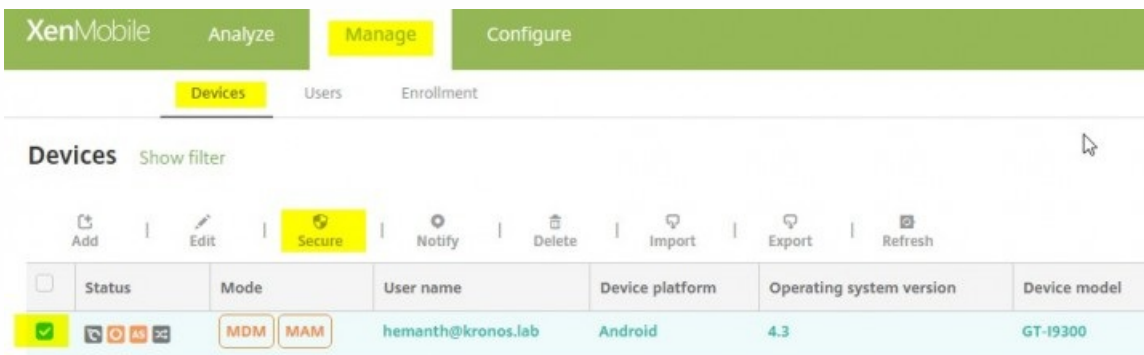 XenMobile Analyze Manage Configure
Devices Users Enrollment
Devices Show filter
Add | Edit | Secure | Notify | Delete | Import | Export | Refresh
Status Mode User name Device platform Operating system version Device model
AS MDM MAM hemanth@kronos.lab Android 4.3 GT-I9300